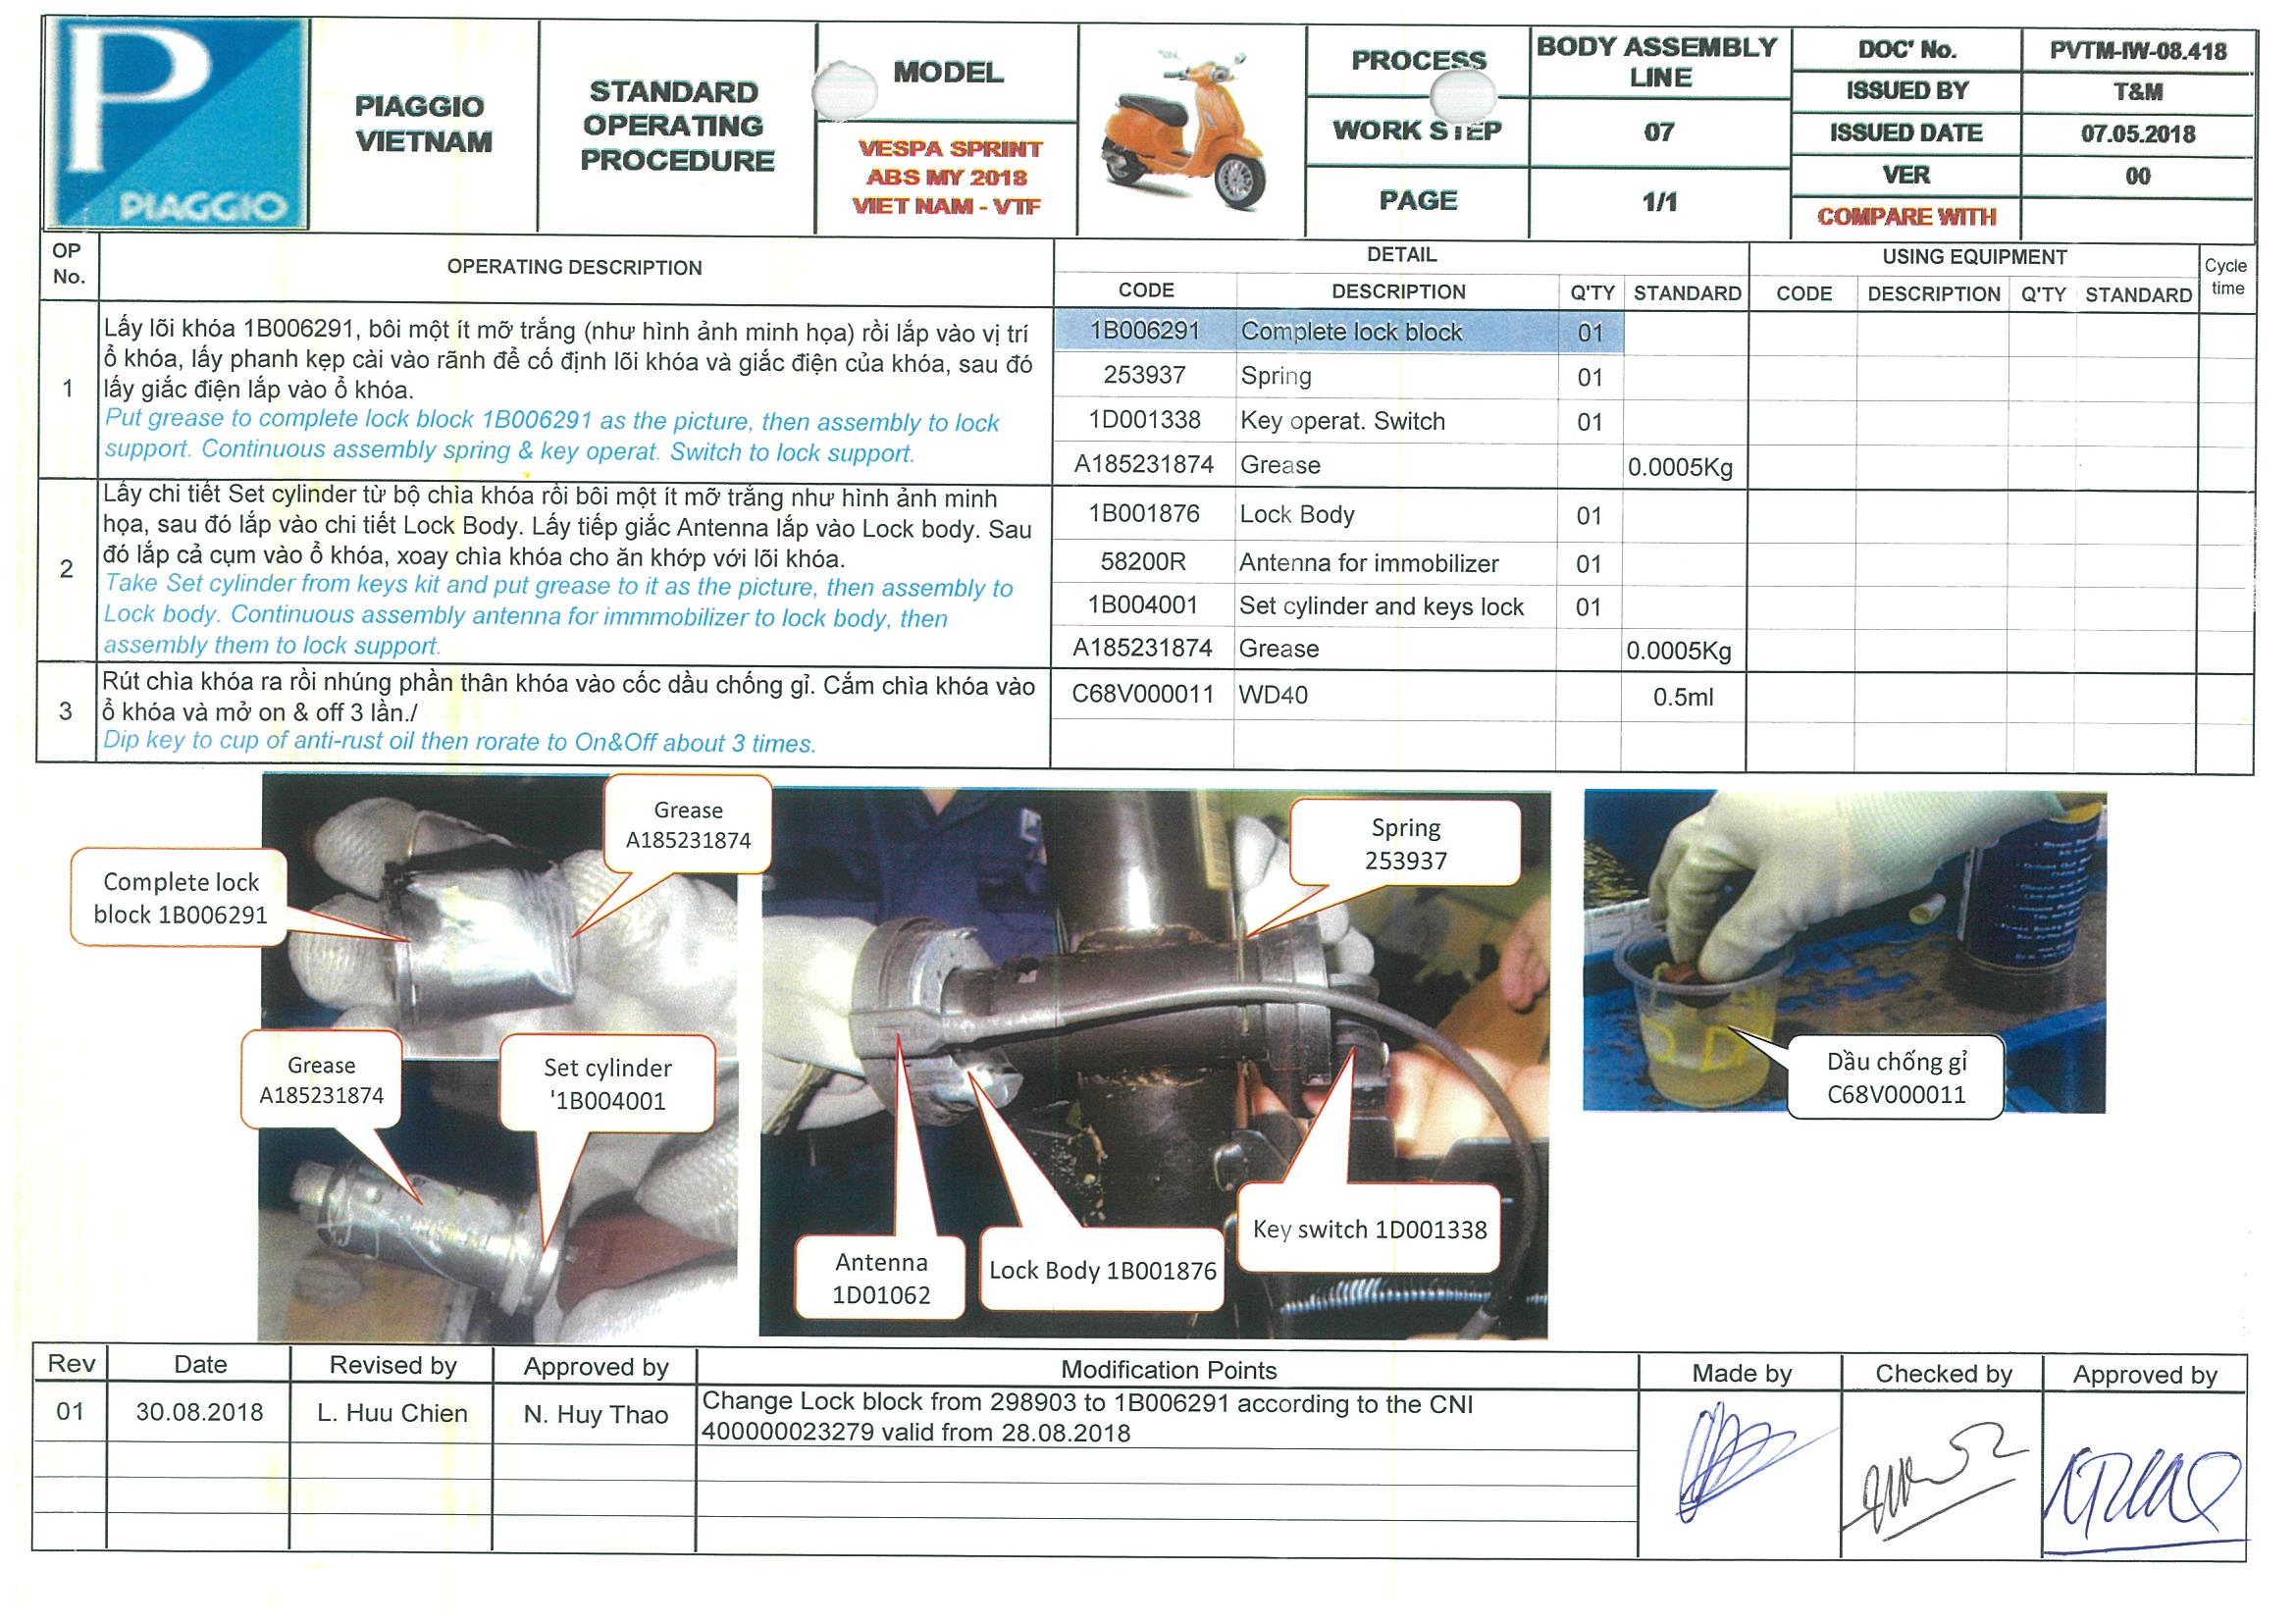 P
PIAGGIO
PIAGGIO
VIETNAM
STANDARD
OPERATING
PROCEDURE
MODEL
VESPA SPRINT
ABS MY 2018
VIET NAM - VTF
PROCESS
BODY ASSEMBLY
LINE
WORK STEP
07
PAGE
1/1
DOC' No.
PVTM-IW-08.418
ISSUED BY
T&M
ISSUED DATE
07.05.2018
VER
00
COMPARE WITH
OP
No.
OPERATING DESCRIPTION
DETAIL
USING EQUIPMENT
Cycle
time
CODE DESCRIPTION Q'TY STANDARD CODE DESCRIPTION Q'TY STANDARD
1
Lấy lõi khóa 1B006291, bôi một ít mỡ trắng (như hình ảnh minh họa) rồi lắp vào vị trí
ổ khóa, lấy phanh kẹp cài vào rãnh để cố định lõi khóa và giắc điện của khóa, sau đó
lấy giắc điện lắp vào ổ khóa.
Put grease to complete lock block 1B006291 as the picture, then assembly to lock
support. Continuous assembly spring & key operat. Switch to lock support.
1B006291 Complete lock block 01
253937 Spring 01
1D001338 Key operat. Switch 01
A185231874 Grease 0.0005Kg
2
Lấy chi tiết Set cylinder từ bộ chìa khóa rồi bôi một ít mỡ trắng như hình ảnh minh
họa, sau đó lắp vào chi tiết Lock Body. Lấy tiếp giắc Antenna lắp vào Lock body. Sau
đó lắp cả cụm vào ổ khóa, xoay chìa khóa cho ăn khớp với lõi khóa.
Take Set cylinder from keys kit and put grease to it as the picture, then assembly to
Lock body. Continuous assembly antenna for immmobilizer to lock body, then
assembly them to lock support.
1B001876 Lock Body 01
58200R Antenna for immobilizer 01
1B004001 Set cylinder and keys lock 01
A185231874 Grease 0.0005Kg
3
Rút chìa khóa ra rồi nhúng phần thân khóa vào cốc dầu chống gỉ. Cắm chìa khóa vào
ổ khóa và mở on & off 3 lần./
Dip key to cup of anti-rust oil then rorate to On&Off about 3 times.
C68V000011 WD40 0.5ml
Grease
A185231874
Complete lock
block 1B006291
Grease
A185231874
Set cylinder
'1B004001
Spring
253937
Antenna
1D01062
Lock Body 1B001876
Key switch 1D001338
Dầu chống gỉ
C68V000011
Rev Date Revised by Approved by Modification Points Made by Checked by Approved by
01 30.08.2018 L. Huu Chien N. Huy Thao
Change Lock block from 298903 to 1B006291 according to the CNI
400000023279 valid from 28.08.2018